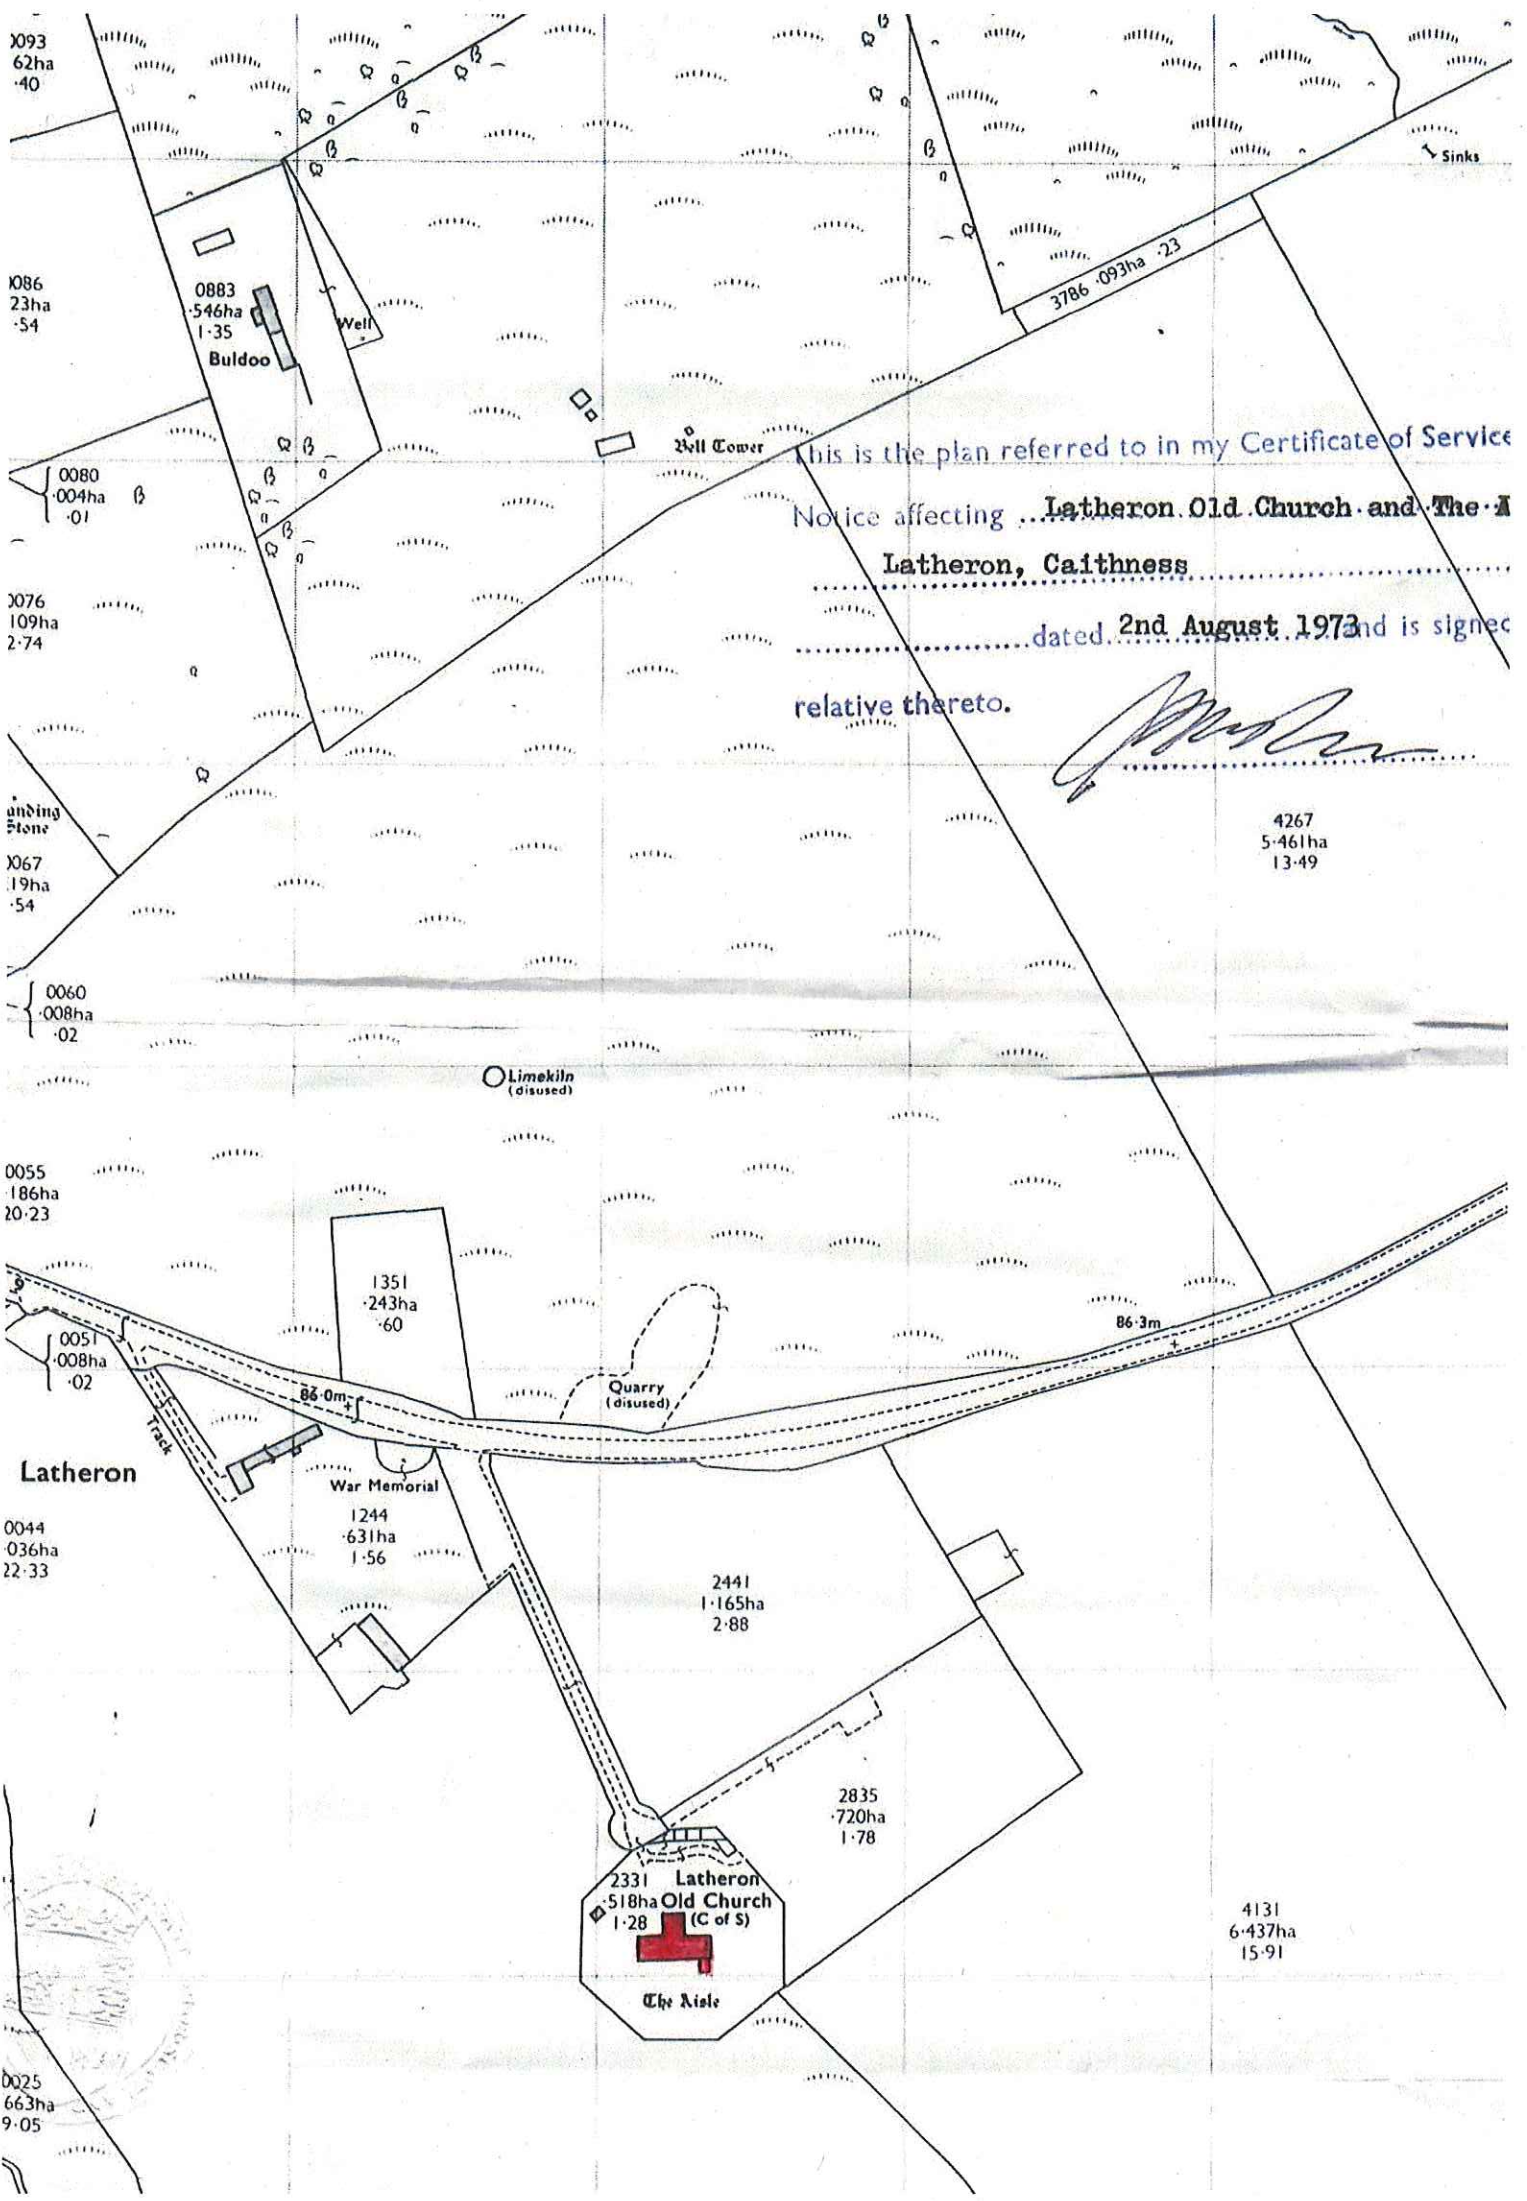 0093
62ha
·40
Sinks
3786 ·093ha ·23
0086
23ha
·54
0883
·546ha
1·35
Buldoo
Well
Bell Tower
This is the plan referred to in my Certificate of Service
Notice affecting Latheron Old Church and The A
Latheron, Caithness
dated 2nd August 1973 and is signed
relative thereto.
0080
·004ha
·01
0076
109ha
2·74
anding
Stone
0067
19ha
·54
4267
5·461ha
13·49
0060
·008ha
·02
Limekiln
(disused)
0055
186ha
20·23
1351
·243ha
·60
86·3m
0051
·008ha
·02
86·0m
Quarry
(disused)
Track
Latheron
War Memorial
1244
·631ha
1·56
0044
·036ha
22·33
2441
1·165ha
2·88
2835
·720ha
1·78
2331
·518ha
1·28
Latheron
Old Church
(C of S)
The Aisle
4131
6·437ha
15·91
0025
663ha
9·05